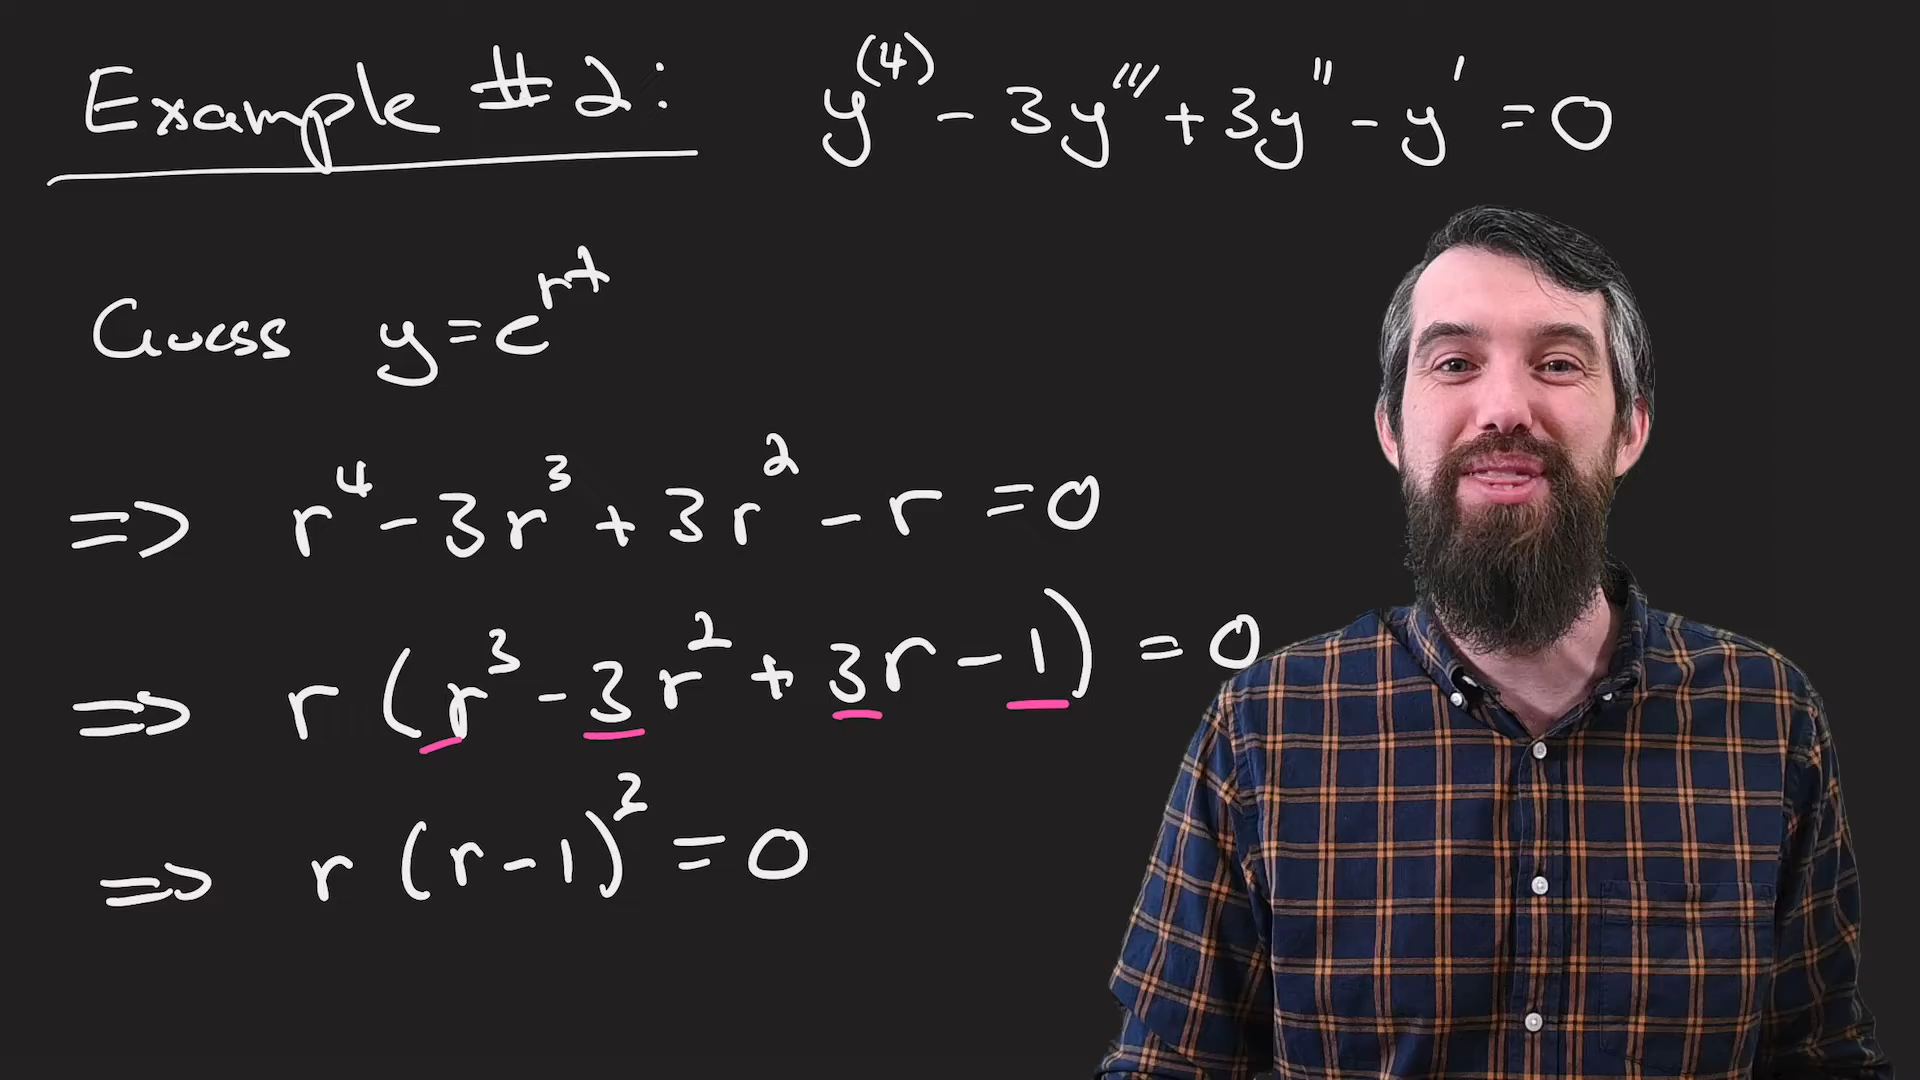 Example #2: y⁽⁴⁾ - 3y''' + 3y'' - y' = 0
Guess y = e^{rt}
=> r⁴ - 3r³ + 3r² - r = 0
=> r (r³ - 3r² + 3r - 1) = 0
=> r (r - 1)³ = 0